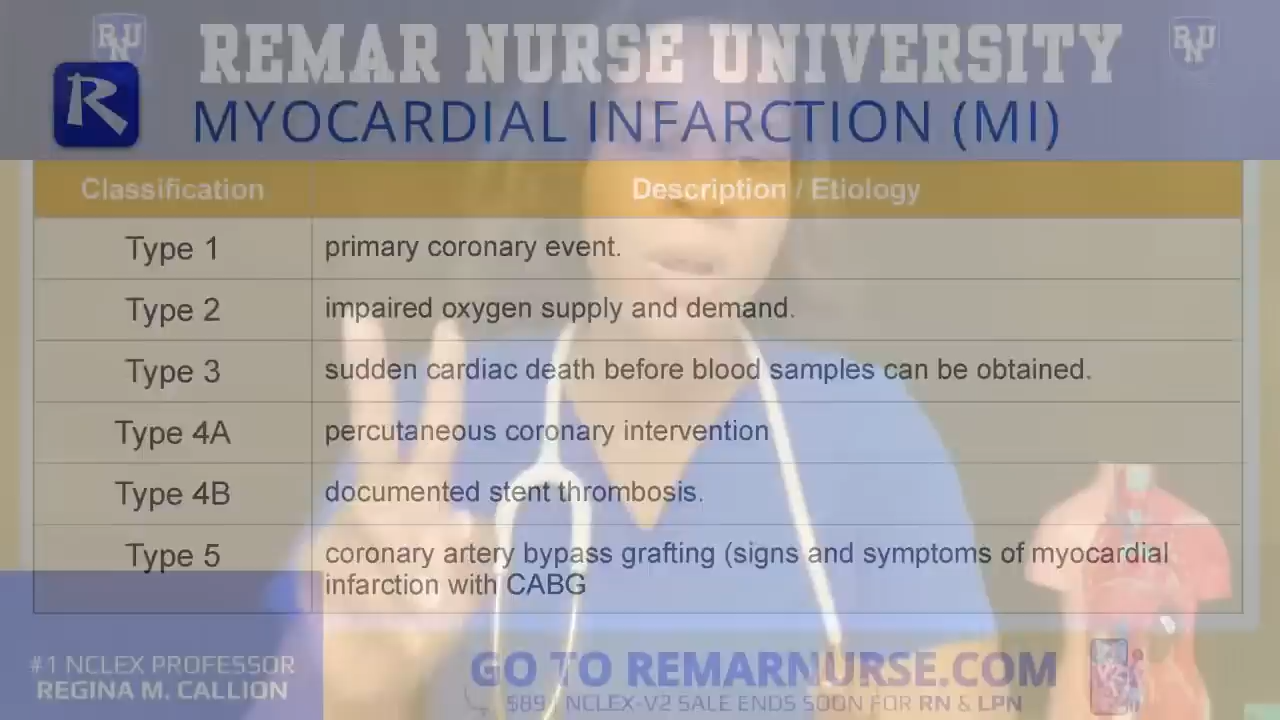 RNU
REMAR NURSE UNIVERSITY
RNU
R
MYOCARDIAL INFARCTION (MI)
Classification Description / Etiology
Type 1 primary coronary event.
Type 2 impaired oxygen supply and demand.
Type 3 sudden cardiac death before blood samples can be obtained.
Type 4A percutaneous coronary intervention
Type 4B documented stent thrombosis.
Type 5 coronary artery bypass grafting (signs and symptoms of myocardial
infarction with CABG
#1 NCLEX PROFESSOR
REGINA M. CALLION
GO TO REMARNURSE.COM
$89 NCLEX-V2 SALE ENDS SOON FOR RN & LPN